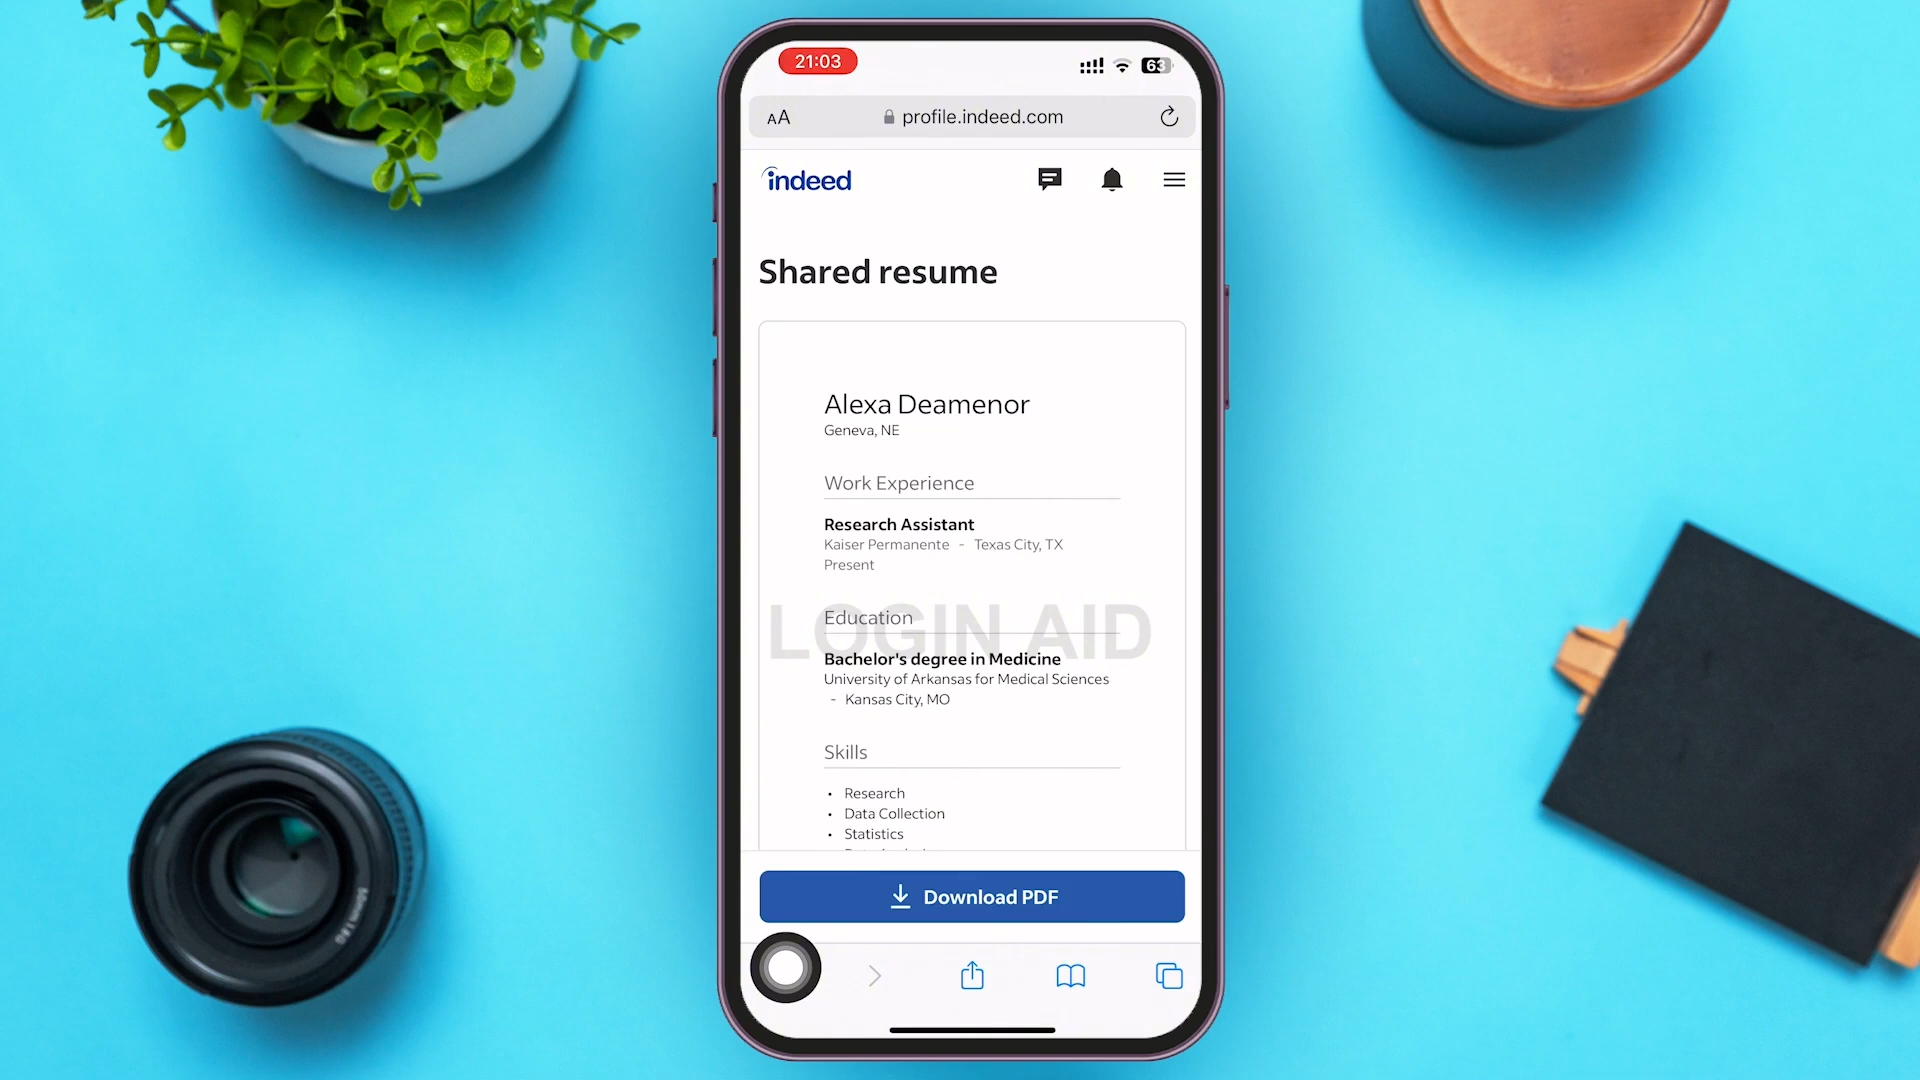 21:03
63
AA
profile.indeed.com
indeed
Shared resume
Alexa Deamenor
Geneva, NE
Work Experience
Research Assistant
Kaiser Permanente - Texas City, TX
Present
Education
LOGIN AID
Bachelor's degree in Medicine
University of Arkansas for Medical Sciences
- Kansas City, MO
Skills
• Research
• Data Collection
• Statistics
Download PDF